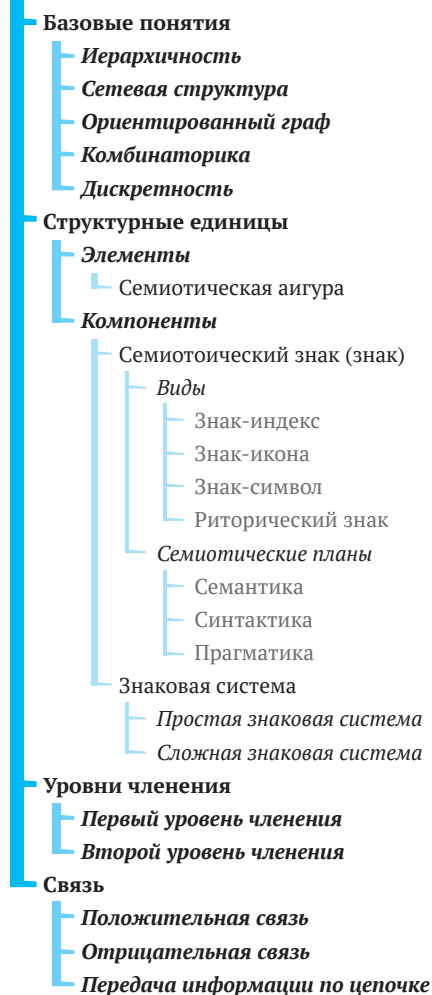 Базовые понятия
Иерархичность
Сетевая структура
Ориентированный граф
Комбинаторика
Дискретность
Структурные единицы
Элементы
Семиотическая аигура
Компоненты
Семиотоический знак (знак)
Виды
Знак-индекс
Знак-икона
Знак-символ
Риторический знак
Семиотические планы
Семантика
Синтактика
Прагматика
Знаковая система
Простая знаковая система
Сложная знаковая система
Уровни членения
Первый уровень членения
Второй уровень членения
Связь
Положительная связь
Отрицательная связь
Передача информации по цепочке